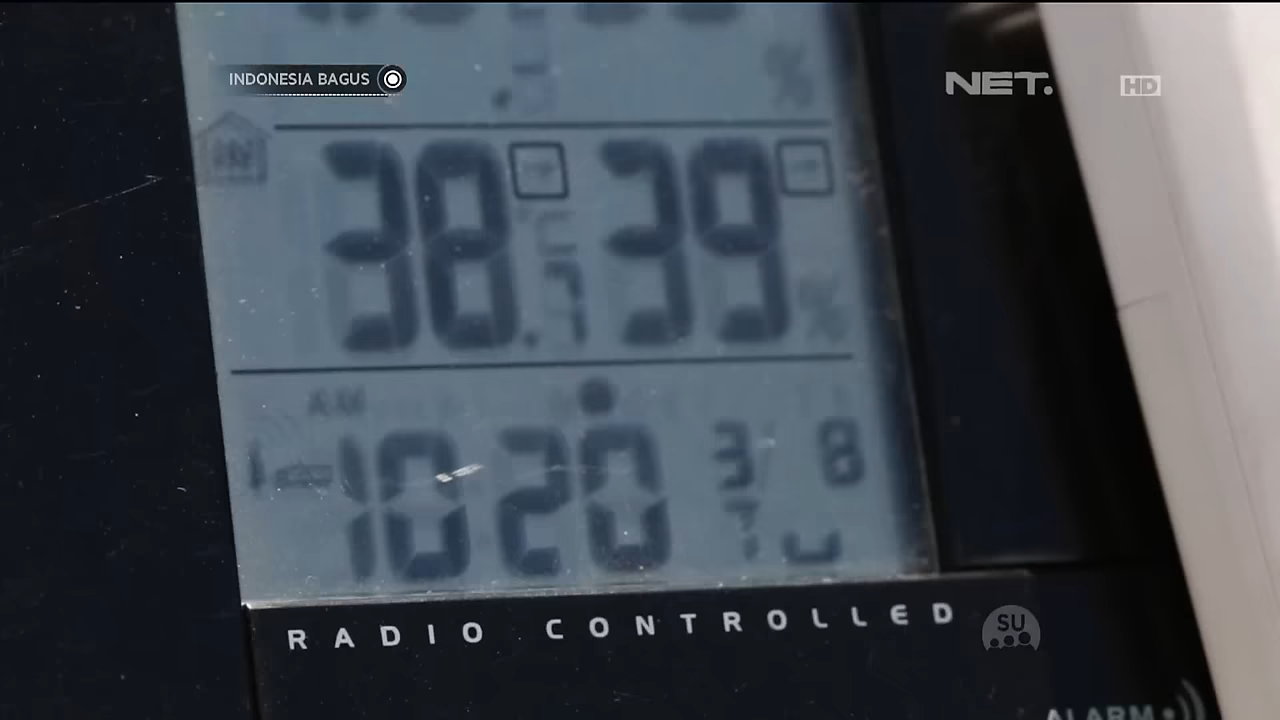 INDONESIA BAGUS
NET.
HD
38.7 °C 39 %
AM
10 20 3/ 8
RADIO CONTROLLED
SU
ALARM